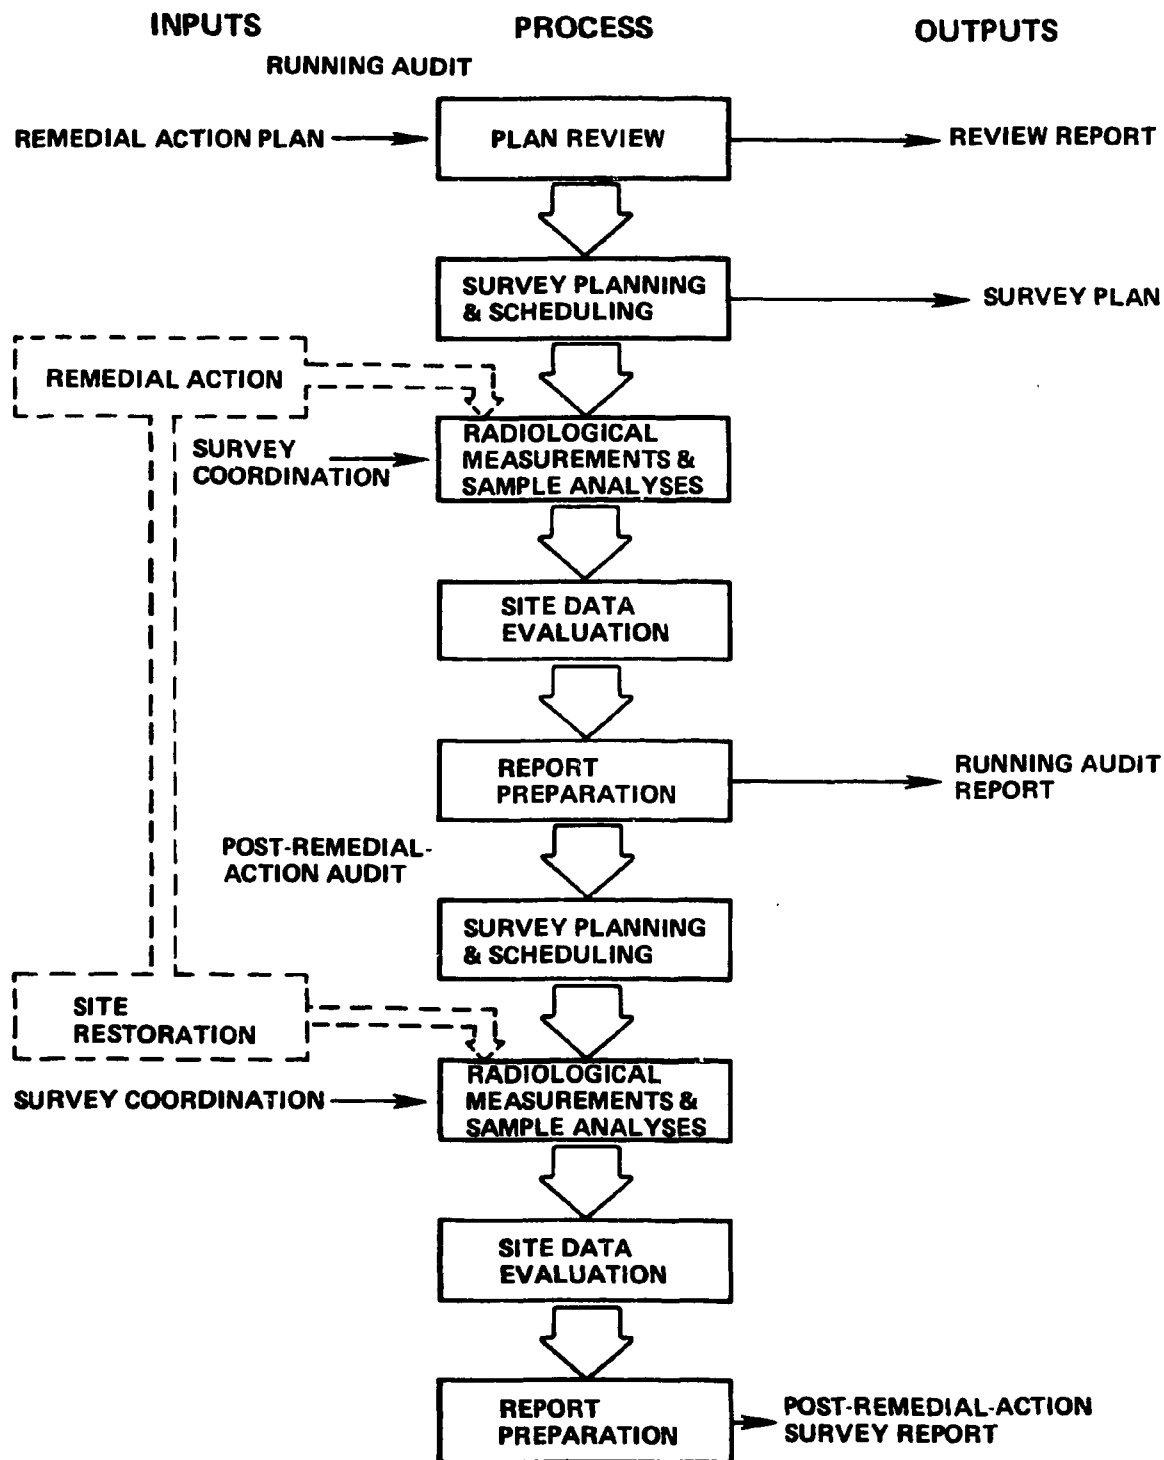 INPUTS
PROCESS
OUTPUTS
RUNNING AUDIT
REMEDIAL ACTION PLAN
PLAN REVIEW
REVIEW REPORT
SURVEY PLANNING
& SCHEDULING
SURVEY PLAN
REMEDIAL ACTION
SURVEY
COORDINATION
RADIOLOGICAL
MEASUREMENTS &
SAMPLE ANALYSES
SITE DATA
EVALUATION
REPORT
PREPARATION
RUNNING AUDIT
REPORT
POST-REMEDIAL-
ACTION AUDIT
SURVEY PLANNING
& SCHEDULING
SITE
RESTORATION
SURVEY COORDINATION
RADIOLOGICAL
MEASUREMENTS &
SAMPLE ANALYSES
SITE DATA
EVALUATION
REPORT
PREPARATION
POST-REMEDIAL-ACTION
SURVEY REPORT